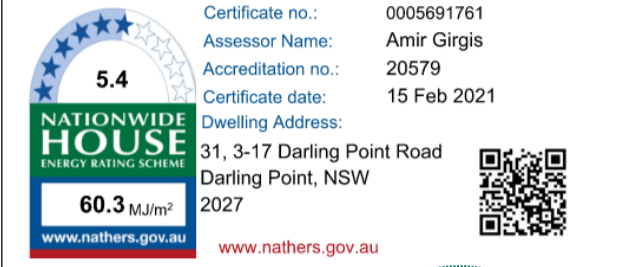 5.4
NATIONWIDE
HOUSE
ENERGY RATING SCHEME
60.3 MJ/m²
www.nathers.gov.au
Certificate no.: 0005691761
Assessor Name: Amir Girgis
Accreditation no.: 20579
Certificate date: 15 Feb 2021
Dwelling Address:
31, 3-17 Darling Point Road
Darling Point, NSW
2027
www.nathers.gov.au